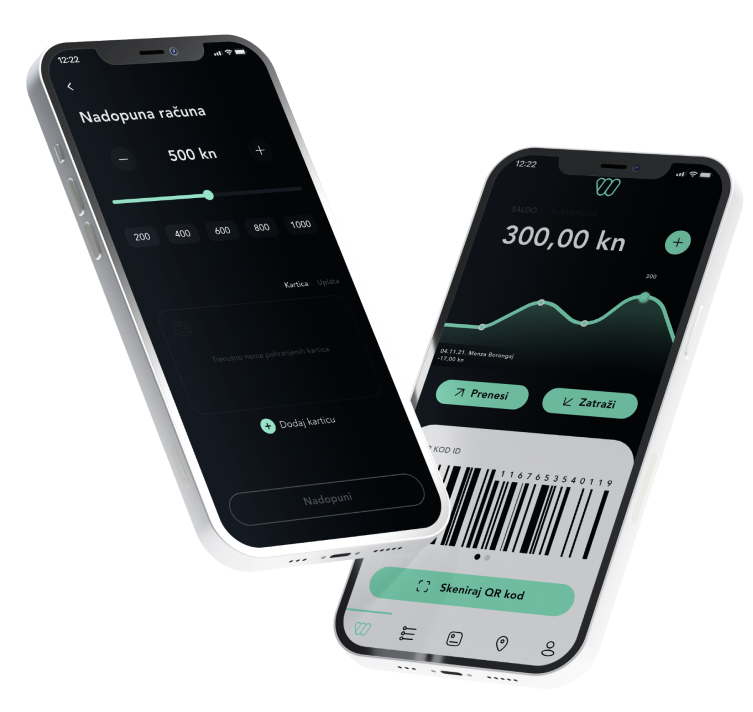 12:22
Nadopuna računa
500 kn
200 400 600 800 1000
Kartica Uplata
Trenutno nema pohranjenih kartica
Dodaj karticu
Nadopuni
12:22
SALDO
300,00 kn
200
04.11.21. Menza Borongaj
-17,00 kn
Prenesi Zatraži
KOD ID
1167653540119
Skeniraj QR kod